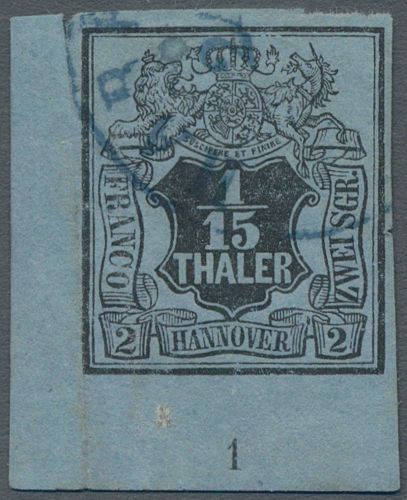 SUSCIPERE ET FINIRE
1
15
THALER
FRANCO
ZWEI SGR.
2 HANNOVER 2
1